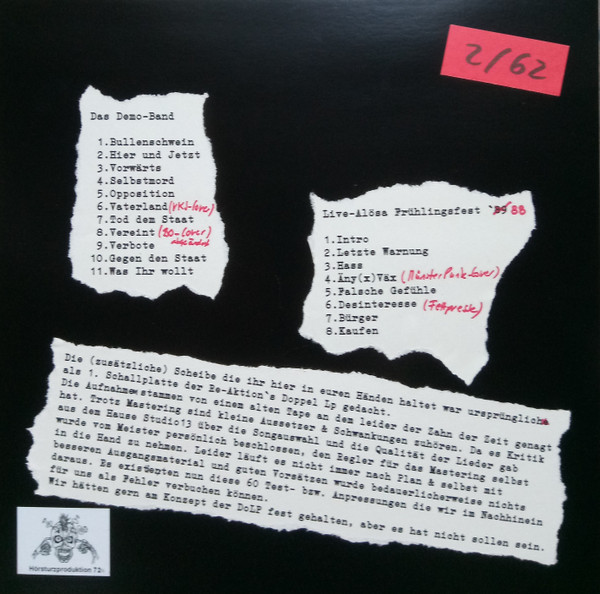 2/62
Das Demo-Band
1.Bullenschwein
2.Hier und Jetzt
3.Vorwärts
4.Selbstmord
5.Opposition
6.Vaterland(VKJ-Cover)
7.Tod dem Staat
8.Vereint (80-Cover)
9.Verbote
10.Gegen den Staat
11.Was Ihr wollt
Live-Alösa Frühlingsfest `89 88
1.Intro
2.Letzte Warnung
3.Hass
4.Äny(x)Väx (MünsterPunk-Cover)
5.Falsche Gefühle
6.Desinteresse (Fettpresse)
7.Bürger
8.Kaufen
Die (zusätzliche) Scheibe die ihr hier in euren Händen haltet war ursprünglich
als 1. Schallplatte der Re-Aktion`s Doppel Lp gedacht.
Die Aufnahmen stammen von einem alten Tape an dem leider der Zahn der Zeit genagt
hat. Trotz Mastering sind kleine Aussetzer & Schwankungen zuhören. Da es Kritik
aus dem Hause Studio13 über die Songauswahl und die Qualität der Lieder gab
wurde vom Meister persönlich beschlossen, den Regler für das Mastering selbst
in die Hand zu nehmen. Leider läuft es nicht immer nach Plan & selbst mit
besseren Ausgangsmaterial und guten Vorsätzen wurde bedauerlicherweise nichts
daraus. Es existiepten nun diese 60 Test- bzw. Anpressungen die wir im Nachhinein
für uns als Fehler verbuchen können.
Wir hätten gern am Konzept der DoLP fest gehalten, aber es hat nicht sollen sein.
Hörsturzproduktion 72